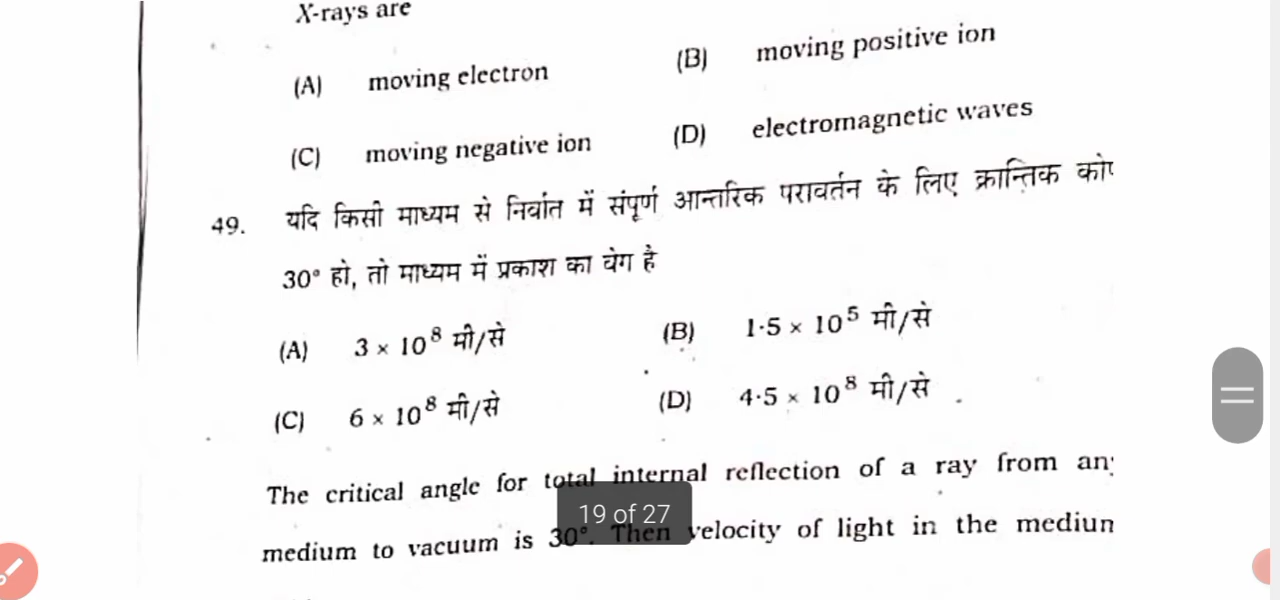 X-rays are
(A) moving electron (B) moving positive ion
(C) moving negative ion (D) electromagnetic waves
49. यदि किसी माध्यम से निर्वात में संपूर्ण आन्तरिक परावर्तन के लिए क्रान्तिक
30° हो, तो माध्यम में प्रकाश का वेग है
(A) 3 × 10⁸ मी/से (B) 1·5 × 10⁵ मी/से
(C) 6 × 10⁸ मी/से (D) 4·5 × 10⁸ मी/से
The critical angle for total internal reflection of a ray from
19 of 27
medium to vacuum is 30°. Then velocity of light in the